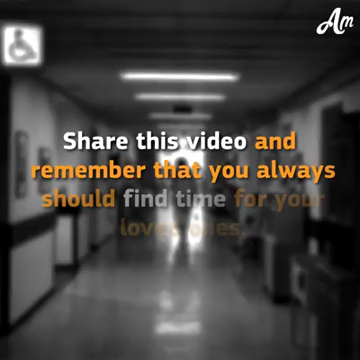 Am
Share this video and
remember that you always
should find time for your
loved ones.